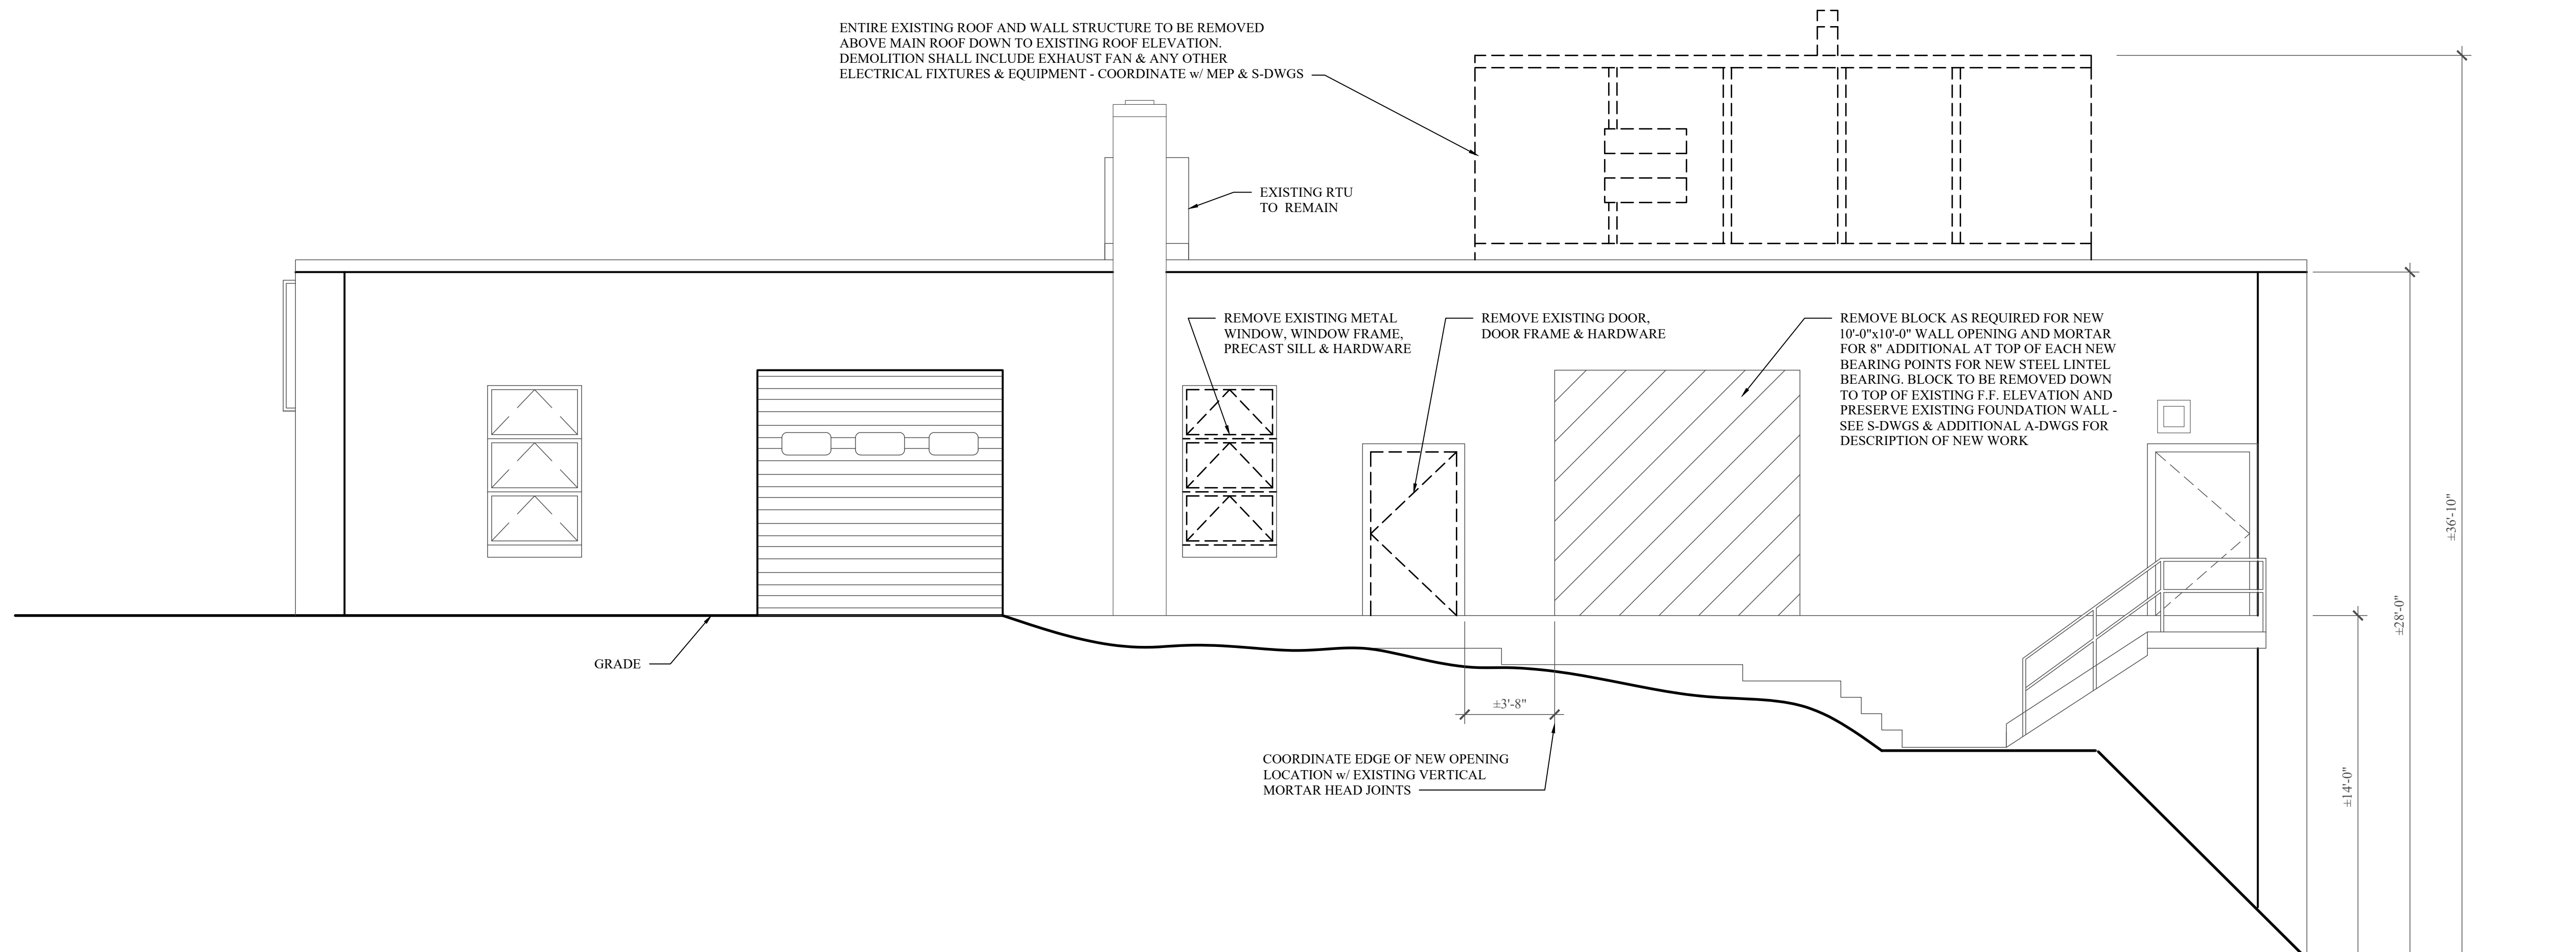 ENTIRE EXISTING ROOF AND WALL STRUCTURE TO BE REMOVED
ABOVE MAIN ROOF DOWN TO EXISTING ROOF ELEVATION.
DEMOLITION SHALL INCLUDE EXHAUST FAN & ANY OTHER
ELECTRICAL FIXTURES & EQUIPMENT - COORDINATE w/ MEP & S-DWGS
EXISTING RTU
TO  REMAIN
REMOVE EXISTING METAL
WINDOW, WINDOW FRAME,
PRECAST SILL & HARDWARE
REMOVE EXISTING DOOR,
DOOR FRAME & HARDWARE
REMOVE BLOCK AS REQUIRED FOR NEW
10'-0"x10'-0" WALL OPENING AND MORTAR
FOR 8" ADDITIONAL AT TOP OF EACH NEW
BEARING POINTS FOR NEW STEEL LINTEL
BEARING. BLOCK TO BE REMOVED DOWN
TO TOP OF EXISTING F.F. ELEVATION AND
PRESERVE EXISTING FOUNDATION WALL -
SEE S-DWGS & ADDITIONAL A-DWGS FOR
DESCRIPTION OF NEW WORK
±36'-10"
±28'-0"
±14'-0"
GRADE
±3'-8"
COORDINATE EDGE OF NEW OPENING
LOCATION w/ EXISTING VERTICAL
MORTAR HEAD JOINTS